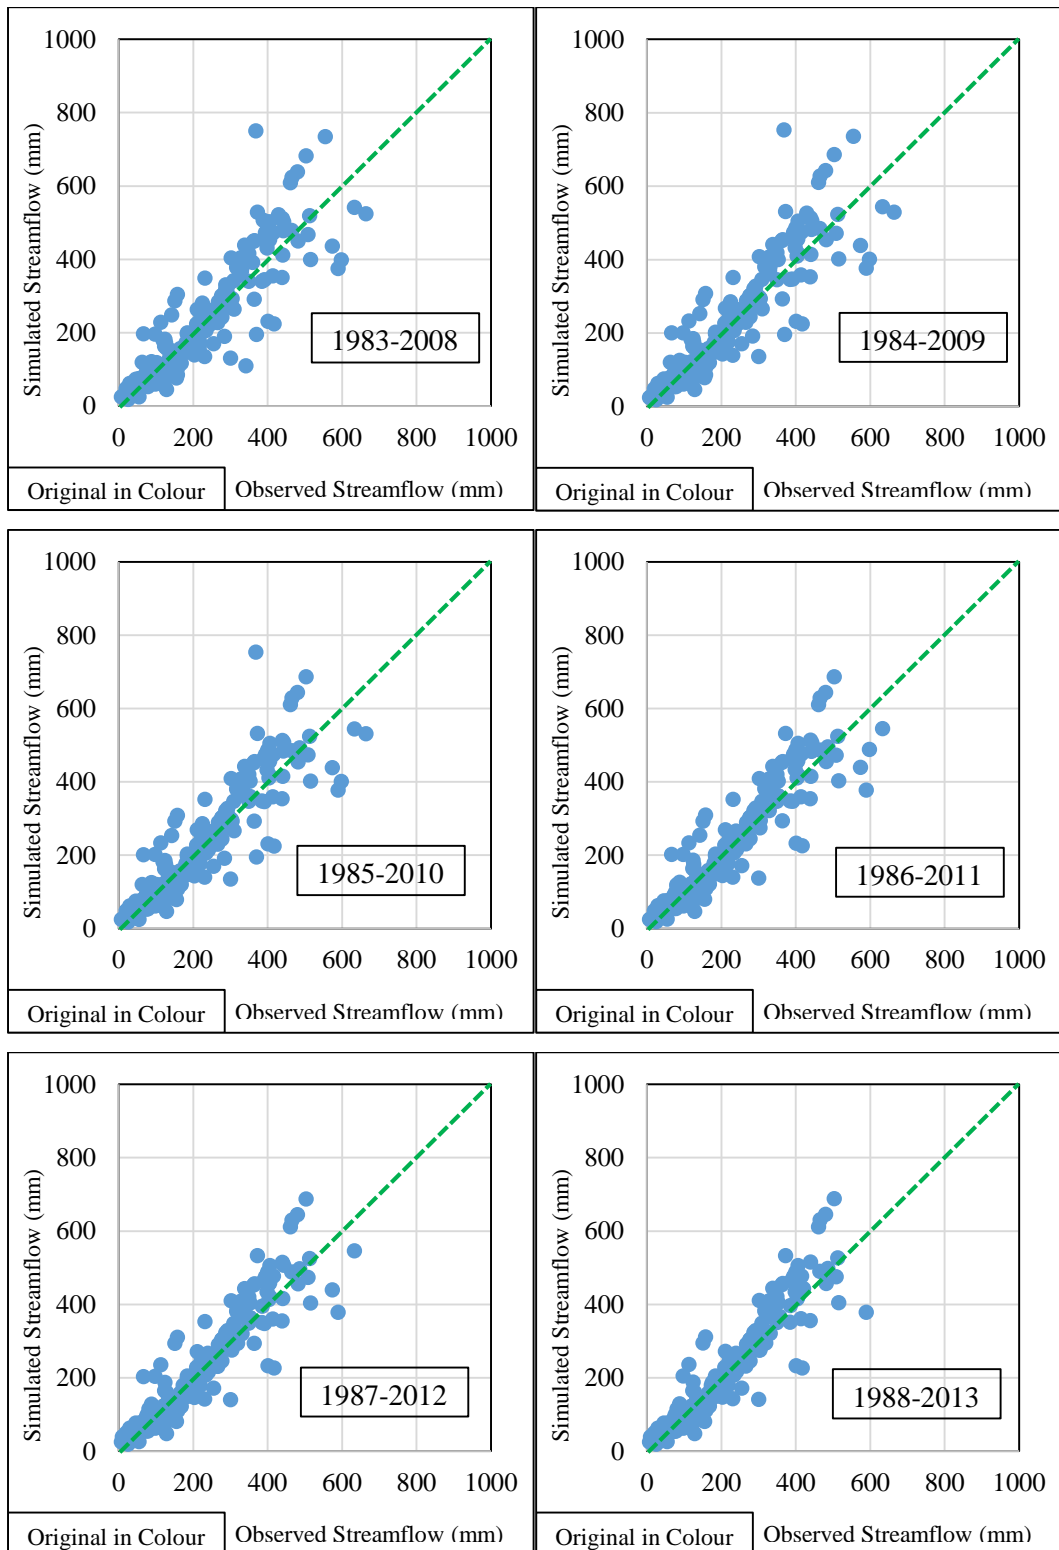 Simulated Streamflow (mm)
1000
800
600
400
200
0
1983-2008
0 200 400 600 800 1000
Original in Colour
Observed Streamflow (mm)
Simulated Streamflow (mm)
1000
800
600
400
200
0
1984-2009
0 200 400 600 800 1000
Original in Colour
Observed Streamflow (mm)
Simulated Streamflow (mm)
1000
800
600
400
200
0
1985-2010
0 200 400 600 800 1000
Original in Colour
Observed Streamflow (mm)
Simulated Streamflow (mm)
1000
800
600
400
200
0
1986-2011
0 200 400 600 800 1000
Original in Colour
Observed Streamflow (mm)
Simulated Streamflow (mm)
1000
800
600
400
200
0
1987-2012
0 200 400 600 800 1000
Original in Colour
Observed Streamflow (mm)
Simulated Streamflow (mm)
1000
800
600
400
200
0
1988-2013
0 200 400 600 800 1000
Original in Colour
Observed Streamflow (mm)